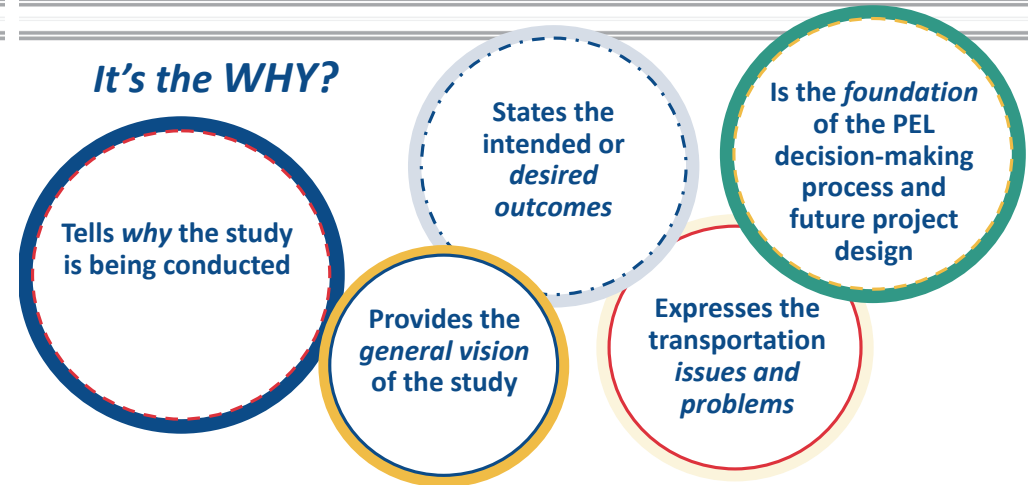 It's the WHY?
Tells why the study
is being conducted
Provides the
general vision
of the study
States the
intended or
desired
outcomes
Expresses the
transportation
issues and
problems
Is the foundation
of the PEL
decision-making
process and
future project
design